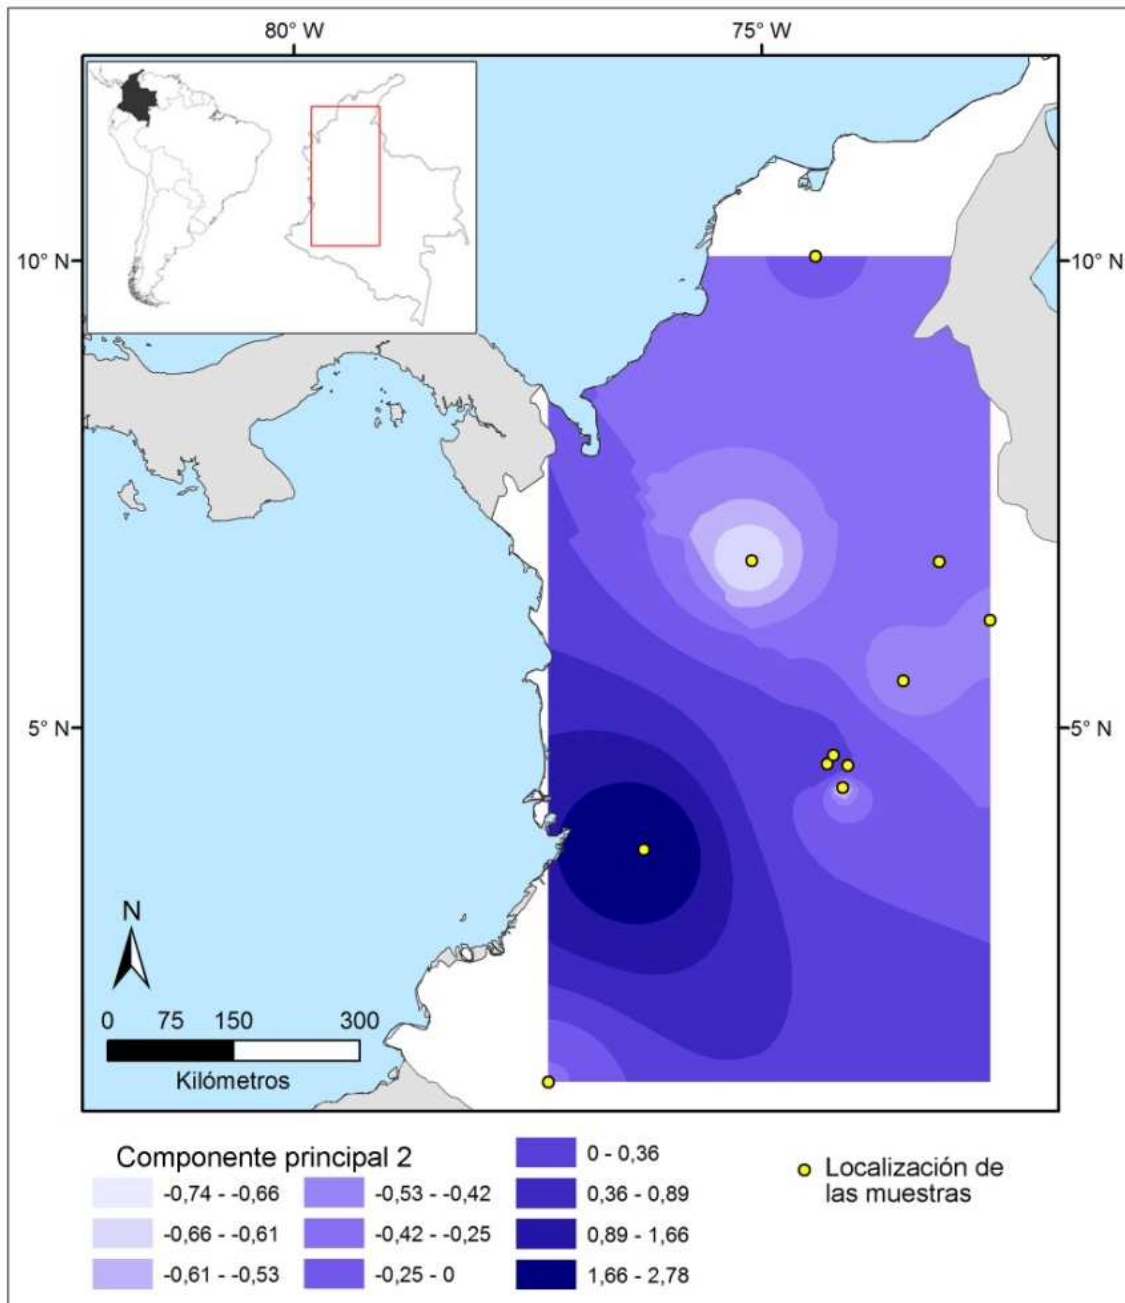 80° W 75° W
10° N 10° N
5° N 5° N
N
0 75 150 300
Kilómetros
Componente principal 2
-0,74 - -0,66
-0,66 - -0,61
-0,61 - -0,53
-0,53 - -0,42
-0,42 - -0,25
-0,25 - 0
0 - 0,36
0,36 - 0,89
0,89 - 1,66
1,66 - 2,78
Localización de
las muestras